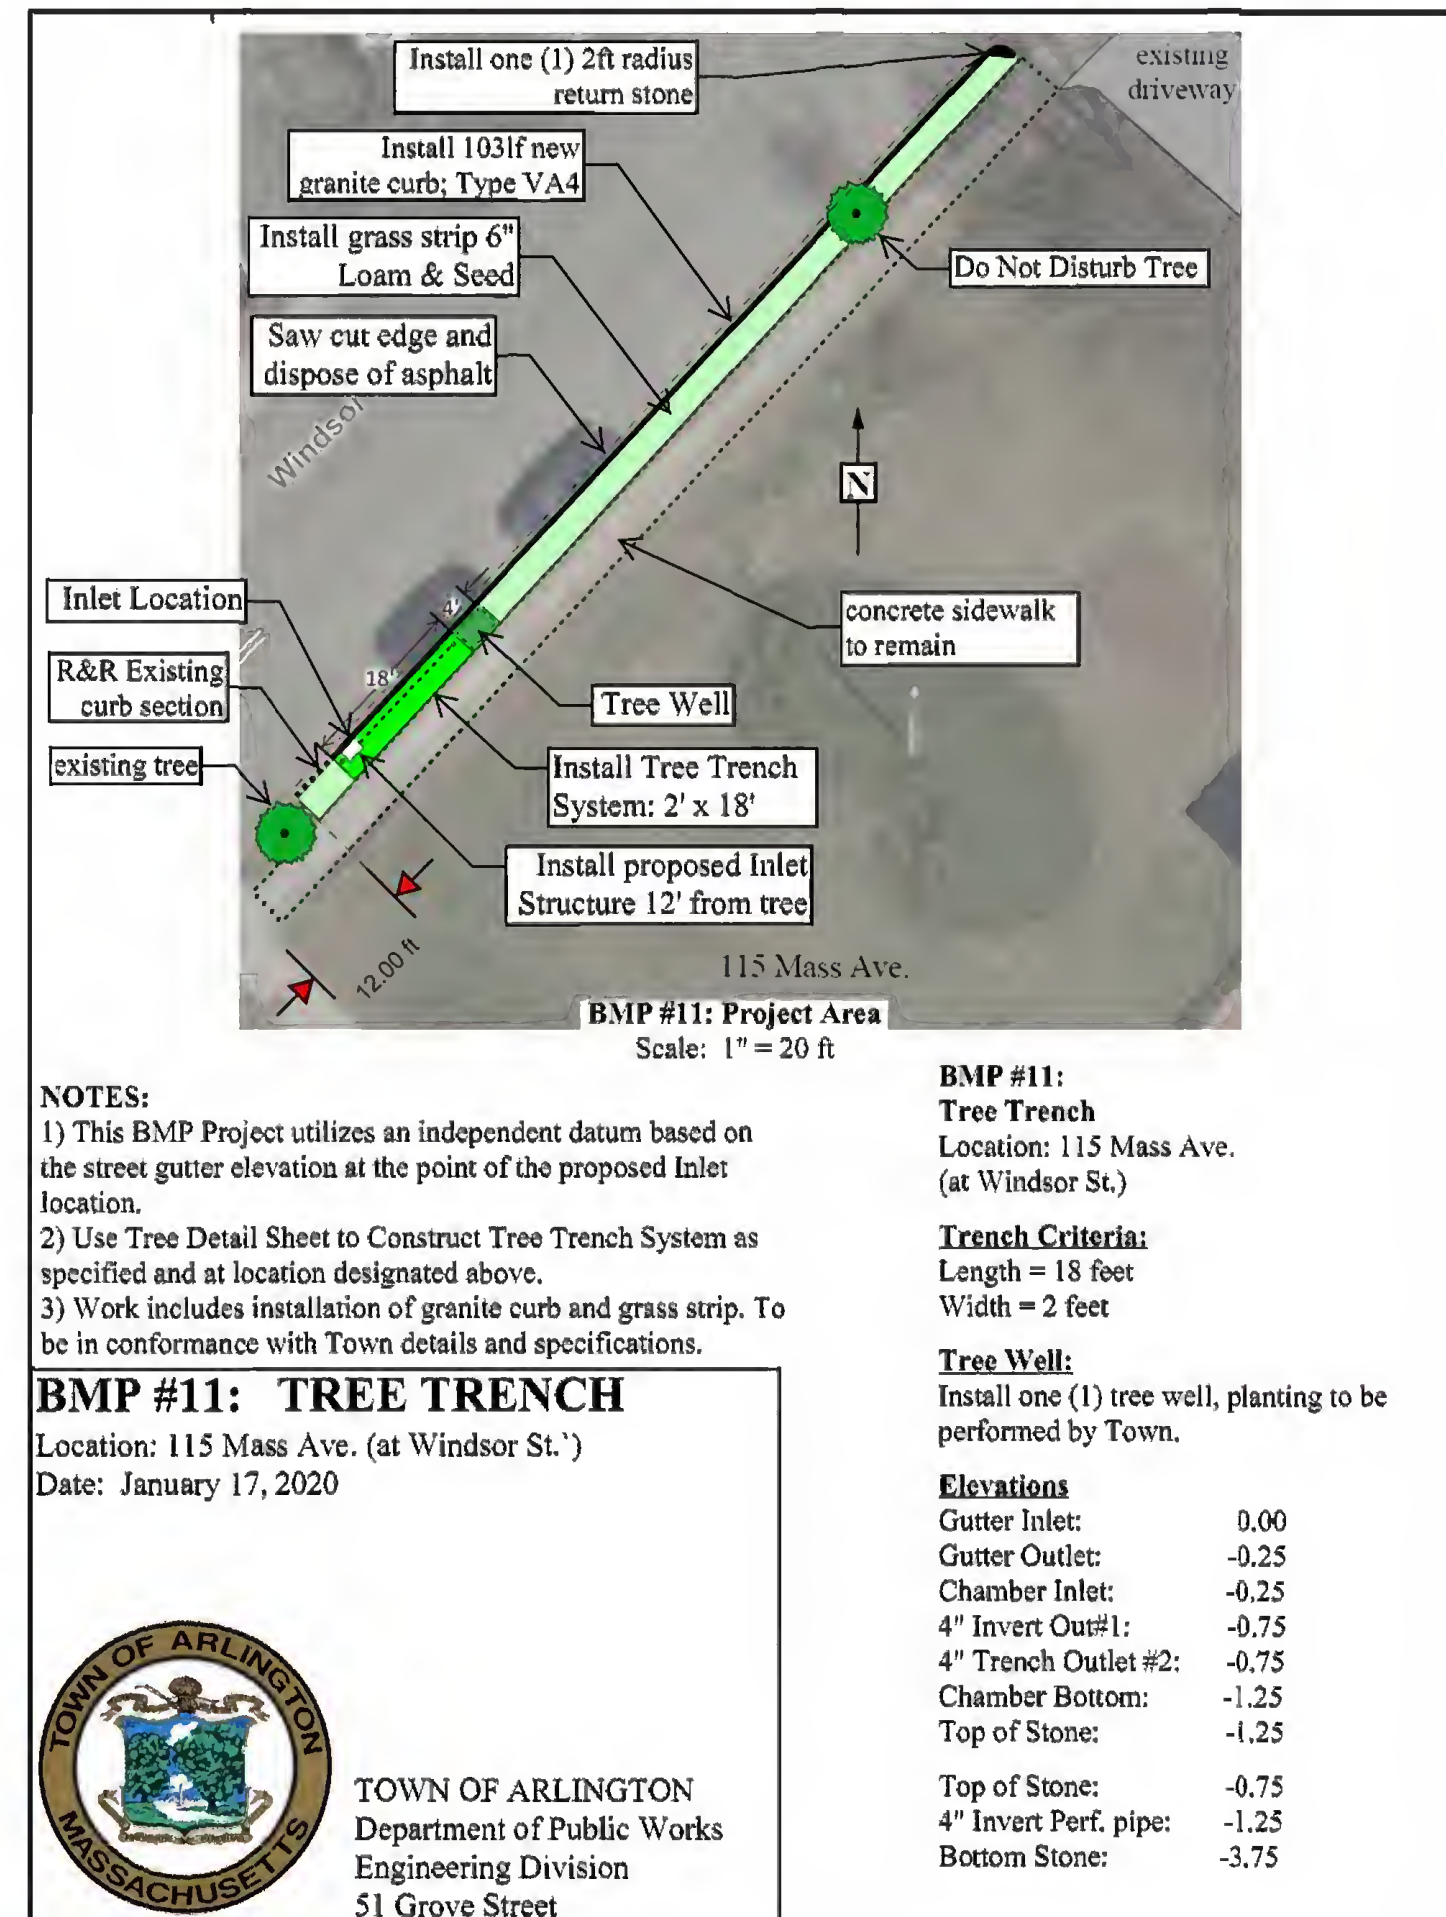 Install one (1) 2ft radius
return stone
existing
driveway
Install 103lf new
granite curb; Type VA4
Install grass strip 6"
Loam & Seed
Do Not Disturb Tree
Saw cut edge and
dispose of asphalt
Windsor
N
Inlet Location
4'
concrete sidewalk
to remain
R&R Existing
curb section
18'
Tree Well
existing tree
Install Tree Trench
System: 2' x 18'
Install proposed Inlet
Structure 12' from tree
12.00 ft
115 Mass Ave.
BMP #11: Project Area
Scale: 1" = 20 ft
NOTES:
1) This BMP Project utilizes an independent datum based on
the street gutter elevation at the point of the proposed Inlet
location.
2) Use Tree Detail Sheet to Construct Tree Trench System as
specified and at location designated above.
3) Work includes installation of granite curb and grass strip. To
be in conformance with Town details and specifications.
BMP #11:
Tree Trench
Location: 115 Mass Ave.
(at Windsor St.)
Trench Criteria:
Length = 18 feet
Width = 2 feet
Tree Well:
Install one (1) tree well, planting to be
performed by Town.
Elevations
Gutter Inlet: 0.00
Gutter Outlet: -0.25
Chamber Inlet: -0.25
4" Invert Out#1: -0.75
4" Trench Outlet #2: -0.75
Chamber Bottom: -1.25
Top of Stone: -1.25
Top of Stone: -0.75
4" Invert Perf. pipe: -1.25
Bottom Stone: -3.75
BMP #11: TREE TRENCH
Location: 115 Mass Ave. (at Windsor St.`)
Date: January 17, 2020
TOWN OF ARLINGTON
MASSACHUSETTS
TOWN OF ARLINGTON
Department of Public Works
Engineering Division
51 Grove Street